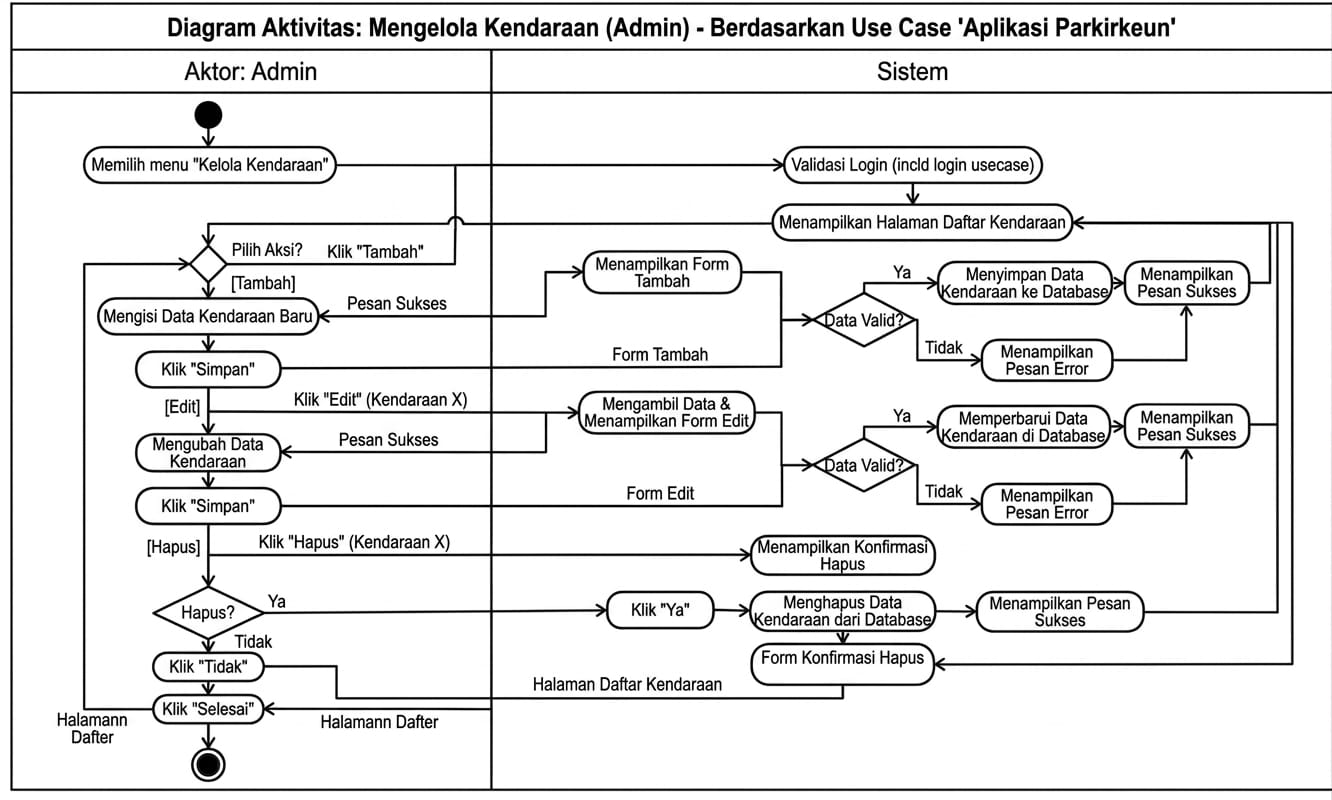 Diagram Aktivitas: Mengelola Kendaraan (Admin) - Berdasarkan Use Case 'Aplikasi Parkirkeun'
Aktor: Admin
Sistem
Memilih menu "Kelola Kendaraan"
Validasi Login (incld login usecase)
Menampilkan Halaman Daftar Kendaraan
Pilih Aksi?
Klik "Tambah"
[Tambah]
Menampilkan Form
Tambah
Ya
Menyimpan Data
Kendaraan ke Database
Menampilkan
Pesan Sukses
Mengisi Data Kendaraan Baru
Pesan Sukses
Data Valid?
Tidak
Menampilkan
Pesan Error
Klik "Simpan"
Form Tambah
[Edit]
Klik "Edit" (Kendaraan X)
Mengambil Data &
Menampilkan Form Edit
Ya
Memperbarui Data
Kendaraan di Database
Menampilkan
Pesan Sukses
Mengubah Data
Kendaraan
Pesan Sukses
Data Valid?
Tidak
Menampilkan
Pesan Error
Klik "Simpan"
Form Edit
[Hapus]
Klik "Hapus" (Kendaraan X)
Menampilkan Konfirmasi
Hapus
Hapus?
Ya
Klik "Ya"
Menghapus Data
Kendaraan dari Database
Menampilkan Pesan
Sukses
Tidak
Klik "Tidak"
Form Konfirmasi Hapus
Halaman Daftar Kendaraan
Klik "Selesai"
Halamann
Dafter
Halamann Dafter